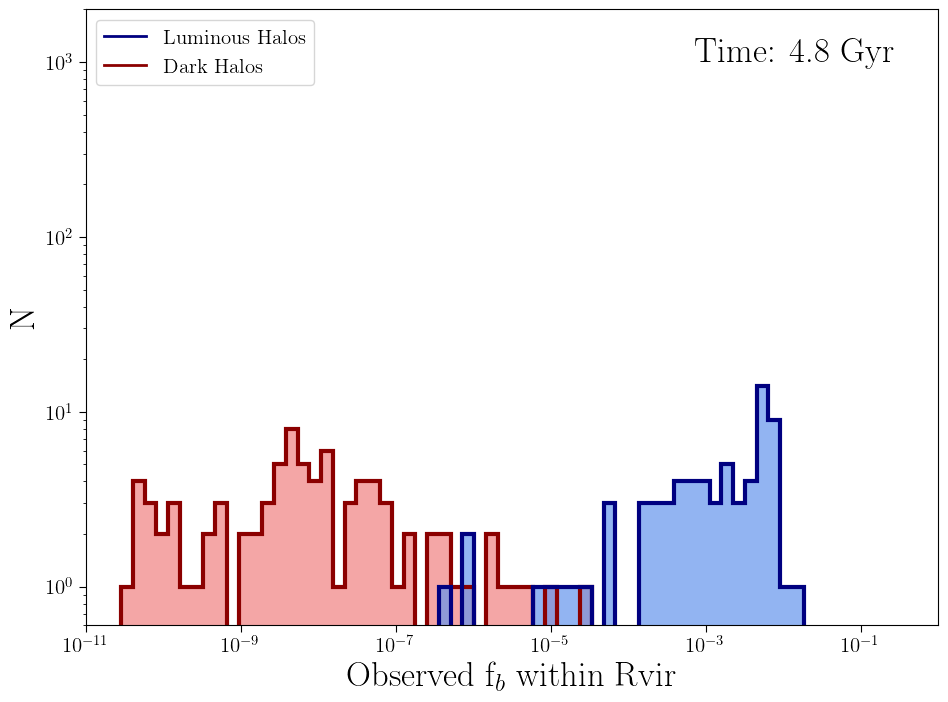 Luminous Halos
Dark Halos
Time: 4.8 Gyr
N
10³
10²
10¹
10⁰
10⁻¹¹ 10⁻⁹ 10⁻⁷ 10⁻⁵ 10⁻³ 10⁻¹
Observed f_b within Rvir